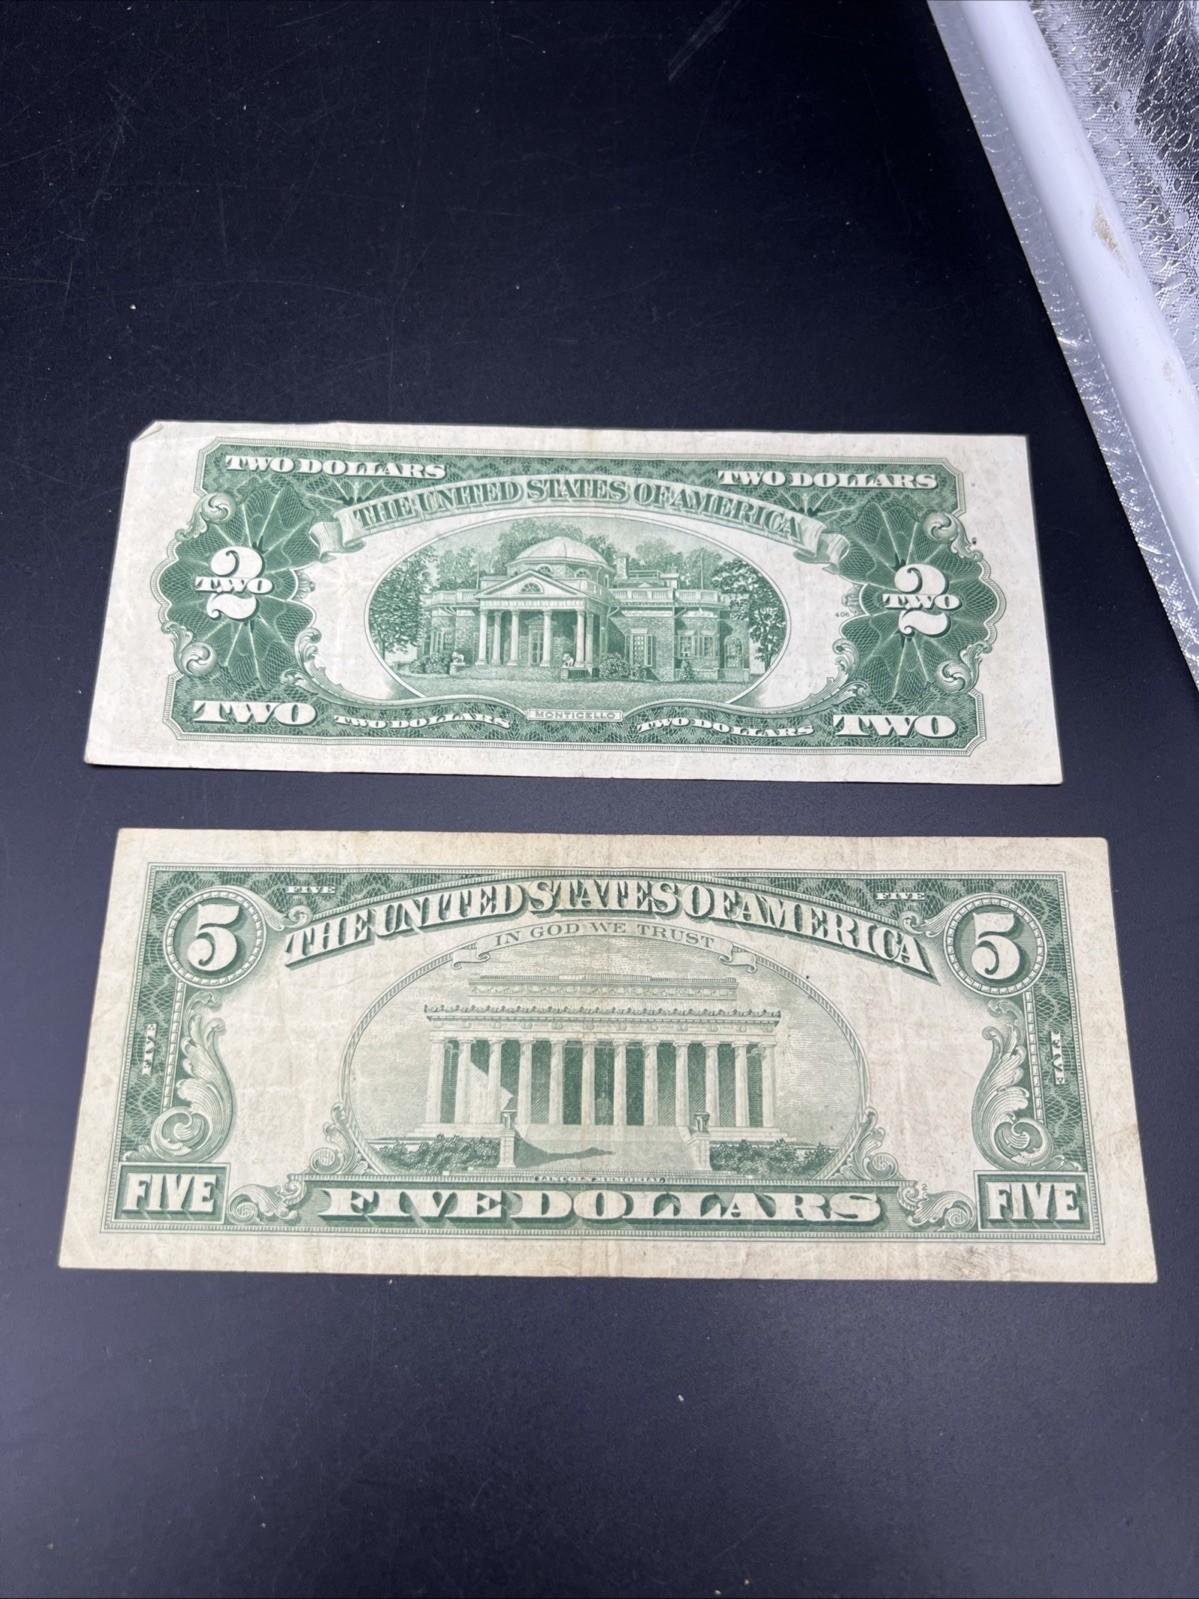 TWO DOLLARS TWO DOLLARS
THE UNITED STATES OF AMERICA
2 2
TWO TWO
406
TWO TWO DOLLARS MONTICELLO TWO DOLLARS TWO
FIVE FIVE
5 THE UNITED STATES OF AMERICA 5
IN GOD WE TRUST
FIVE FIVE
LINCOLN MEMORIAL
FIVE FIVE DOLLARS FIVE